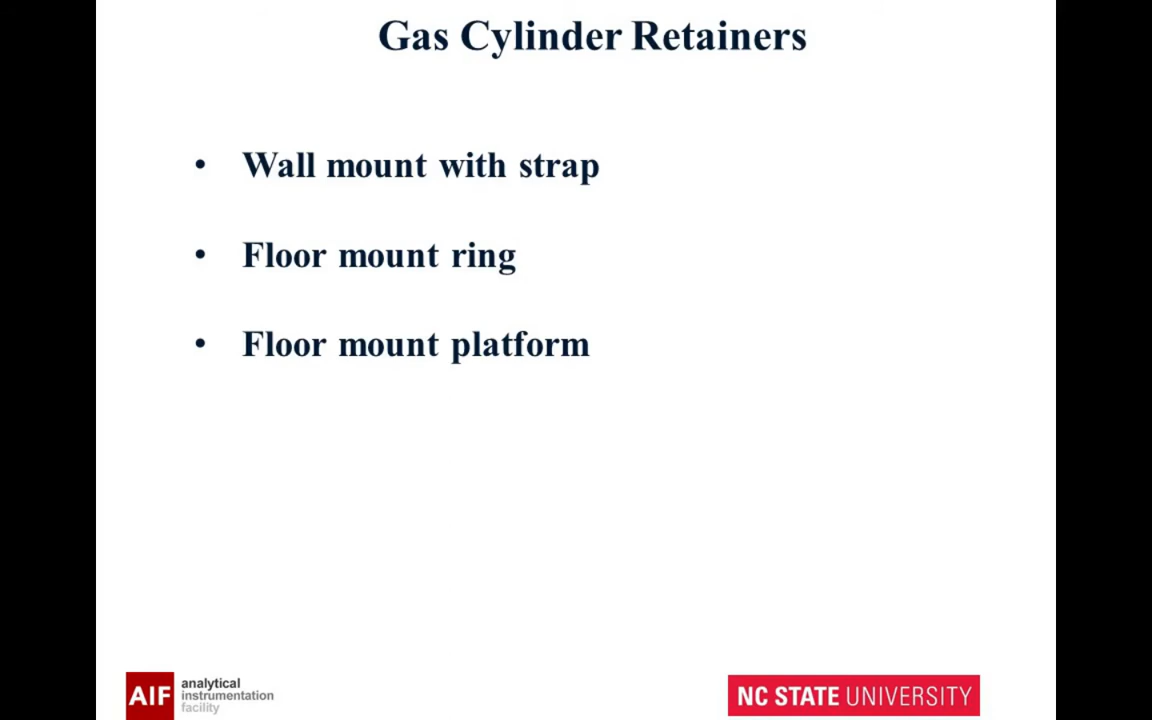 Gas Cylinder Retainers
• Wall mount with strap
• Floor mount ring
• Floor mount platform
AIF analytical
instrumentation
facility
NC STATE UNIVERSITY